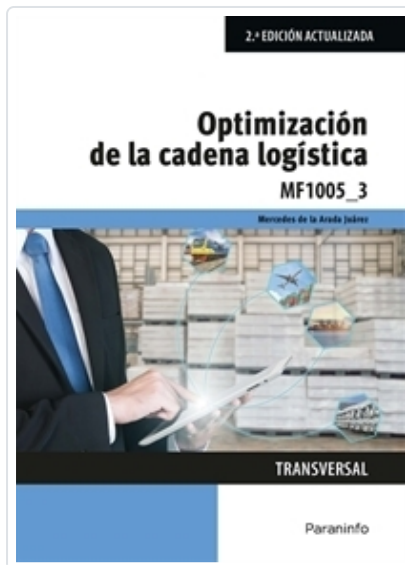 2.ª EDICIÓN ACTUALIZADA
Optimización
de la cadena logística
MF1005_3
Mercedes de la Arada Juárez
TRANSVERSAL
Paraninfo